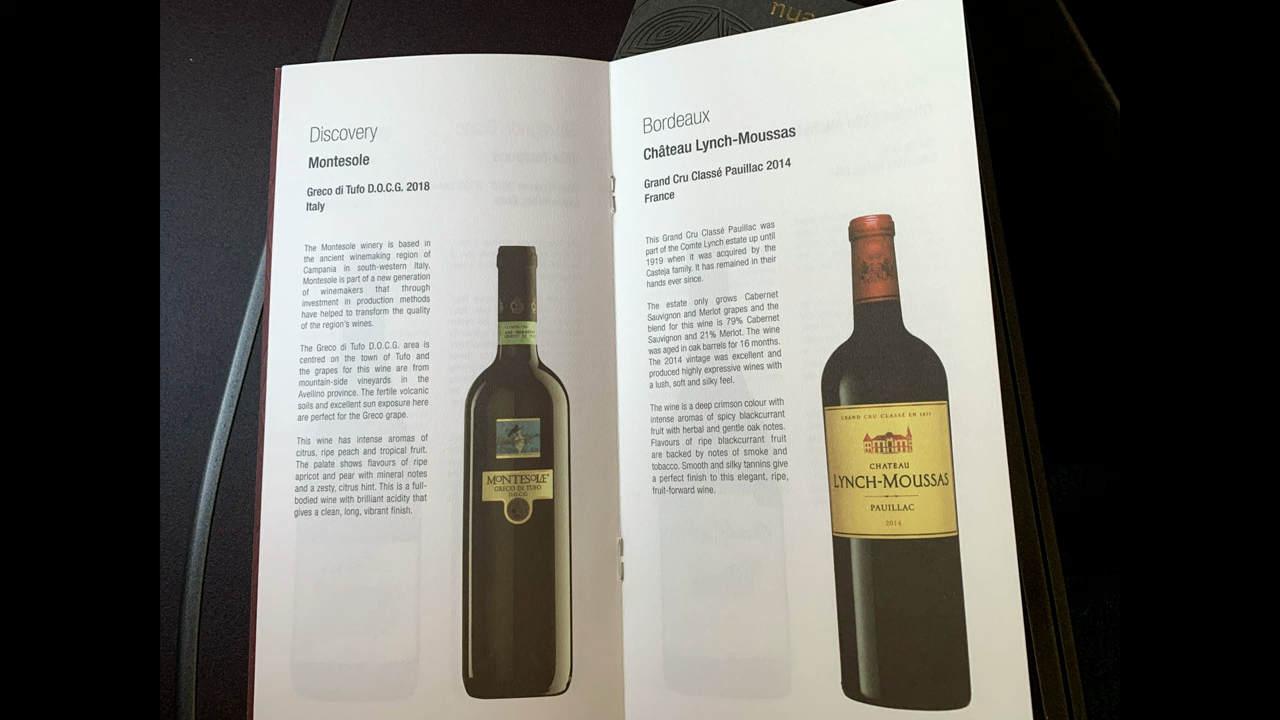 nue
Discovery
Montesole
Greco di Tufo D.O.C.G. 2018
Italy
The Montesole winery is based in
the ancient winemaking region of
Campania in south-western Italy.
Montesole is part of a new generation
of winemakers that through
investment in production methods
have helped to transform the quality
of the region's wines.
The Greco di Tufo D.O.C.G. area is
centred on the town of Tufo and
the grapes for this wine are from
mountain-side vineyards in the
Avellino province. The fertile volcanic
soils and excellent sun exposure here
are perfect for the Greco grape.
This wine has intense aromas of
citrus, ripe peach and tropical fruit.
The palate shows flavours of ripe
apricot and pear with mineral notes
and a zesty, citrus hint. This is a full-
bodied wine with brilliant acidity that
gives a clean, long, vibrant finish.
MONTESOLE
GRECO DI TUFO
D.O.C.G
Bordeaux
Château Lynch-Moussas
Grand Cru Classé Pauillac 2014
France
This Grand Cru Classé Pauillac was
part of the Comte Lynch estate up until
1919 when it was acquired by the
Casteja family. It has remained in their
hands ever since.
The estate only grows Cabernet
Sauvignon and Merlot grapes and the
blend for this wine is 79% Cabernet
Sauvignon and 21% Merlot. The wine
was aged in oak barrels for 16 months.
The 2014 vintage was excellent and
produced highly expressive wines with
a lush, soft and silky feel.
The wine is a deep crimson colour with
intense aromas of spicy blackcurrant
fruit with herbal and gentle oak notes.
Flavours of ripe blackcurrant fruit
are backed by notes of smoke and
tobacco. Smooth and silky tannins give
a perfect finish to this elegant, ripe,
fruit-forward wine.
GRAND CRU CLASSÉ EN 1855
CHATEAU
LYNCH-MOUSSAS
PAUILLAC
2014